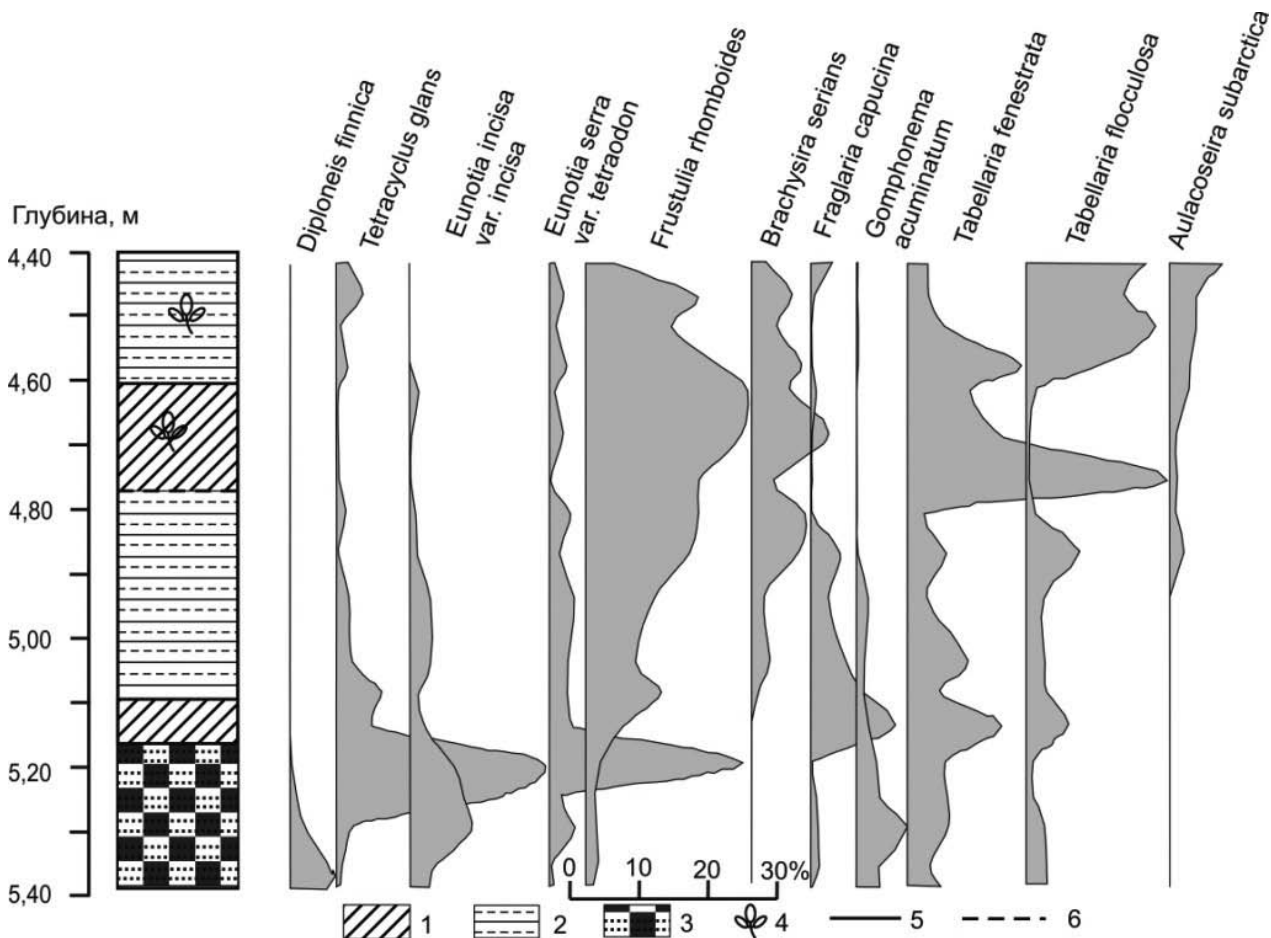 Глубина, м
Diploneis finnica
Tetracyclus glans
Eunotia incisa
var. incisa
Eunotia serra
var. tetraodon
Frustulia rhomboides
Brachysira serians
Fraglaria capucina
Gomphonema
acuminatum
Tabellaria fenestrata
Tabellaria flocculosa
Aulacoseira subarctica
4,40
4,60
4,80
5,00
5,20
5,40
0 10 20 30%
1 2 3 4 5 6